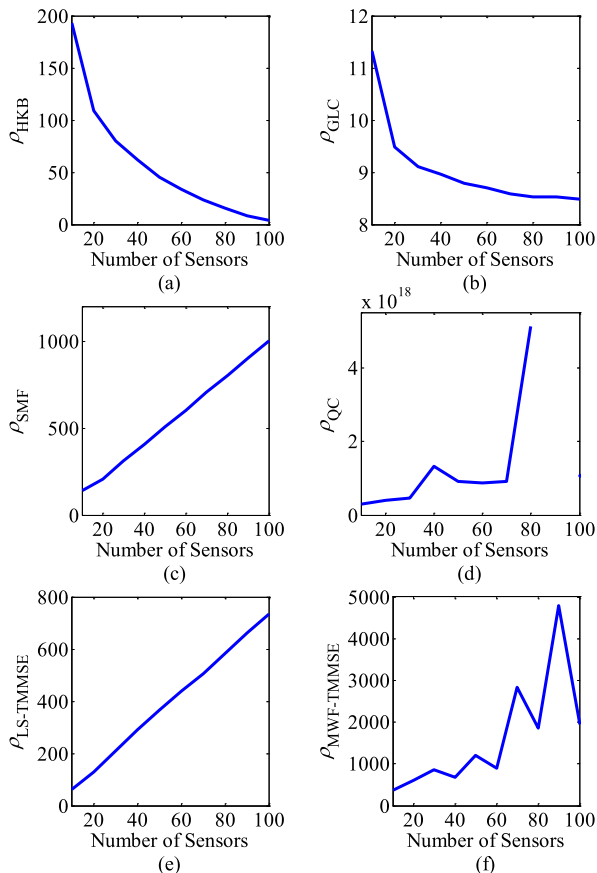 200
150
100
50
0
ρHKB
20 40 60 80 100
Number of Sensors
(a)
12
11
10
9
8
ρGLC
20 40 60 80 100
Number of Sensors
(b)
1000
500
0
ρSMF
20 40 60 80 100
Number of Sensors
(c)
x 10^18
4
2
0
ρQC
20 40 60 80 100
Number of Sensors
(d)
800
600
400
200
0
ρLS-TMMSE
20 40 60 80 100
Number of Sensors
(e)
5000
4000
3000
2000
1000
0
ρMWF-TMMSE
20 40 60 80 100
Number of Sensors
(f)